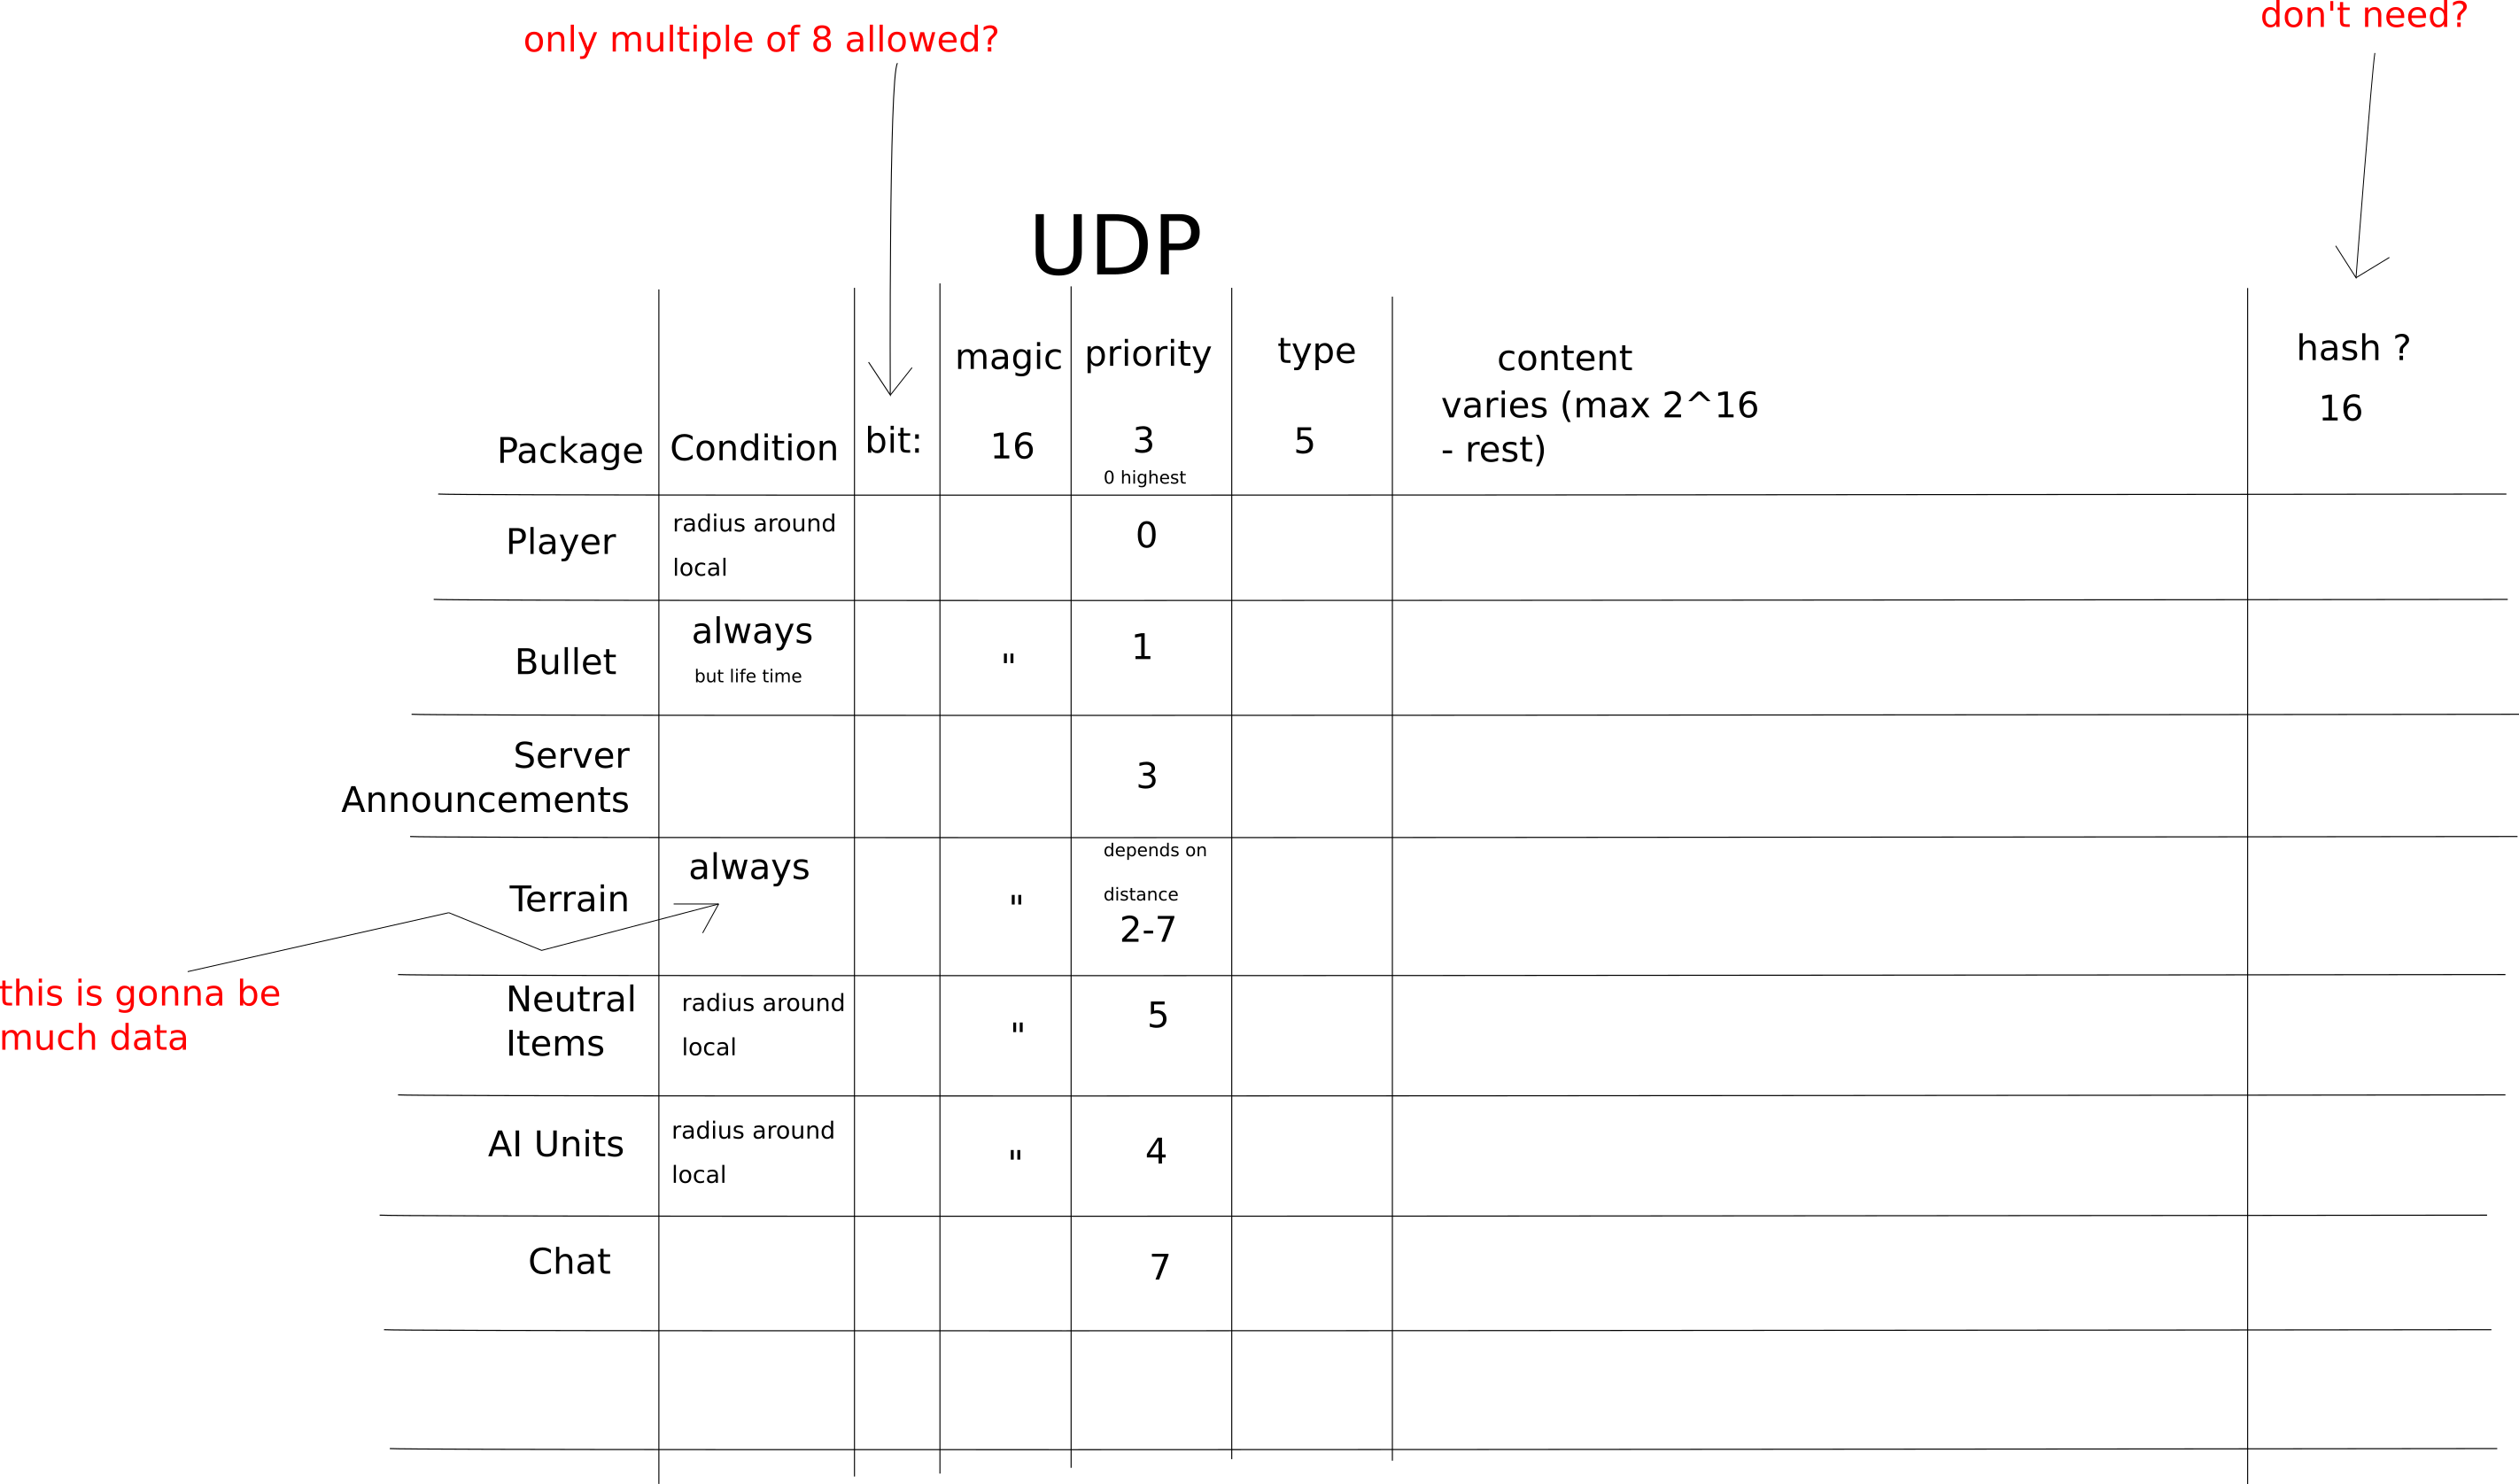 don't need?
only multiple of 8 allowed?
UDP
magic
priority
type
content
hash ?
varies (max 2^16
- rest)
Package
Condition
bit:
16
3
5
16
0 highest
Player
radius around
local
0
Bullet
always
but life time
"
1
Server
Announcements
3
Terrain
always
"
depends on
distance
2-7
this is gonna be
much data
Neutral
Items
radius around
local
"
5
AI Units
radius around
local
"
4
Chat
7